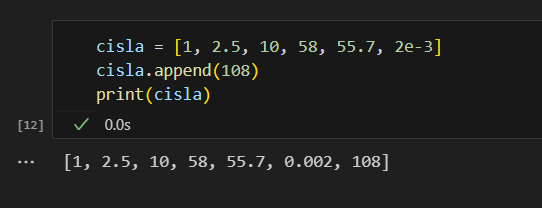 cisla = [1, 2.5, 10, 58, 55.7, 2e-3]
cisla.append(108)
print(cisla)
[12] 0.0s
... [1, 2.5, 10, 58, 55.7, 0.002, 108]